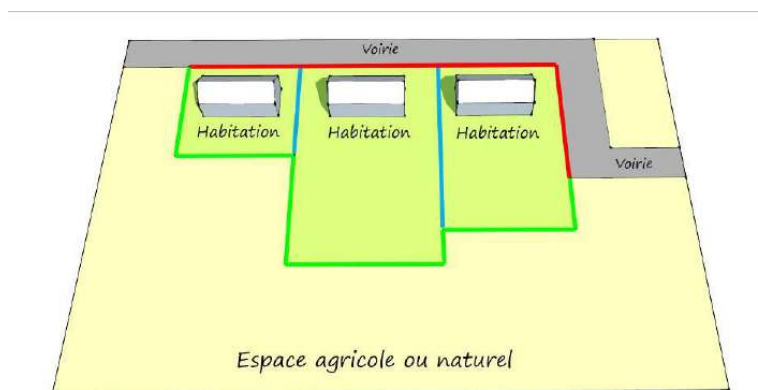 Voirie
Habitation
Habitation
Habitation
Voirie
Espace agricole ou naturel